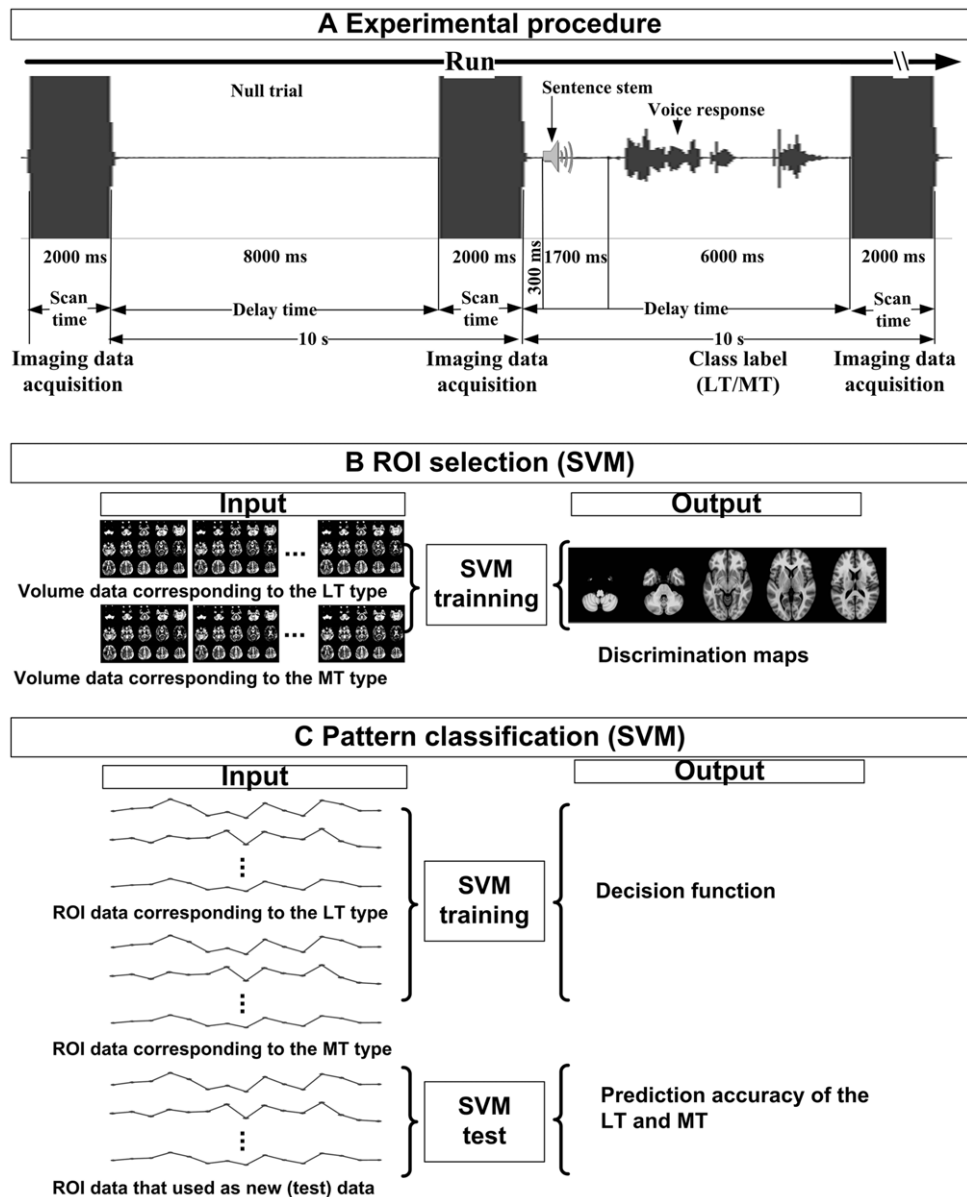 A Experimental procedure
Run
\\
Null trial
Sentence stem
Voice response
2000 ms
8000 ms
2000 ms
300 ms
1700 ms
6000 ms
2000 ms
Scan
time
Delay time
Scan
time
Delay time
Scan
time
10 s
10 s
Imaging data
acquisition
Imaging data
acquisition
Class label
(LT/MT)
Imaging data
acquisition
B ROI selection (SVM)
Input
Output
...
Volume data corresponding to the LT type
...
Volume data corresponding to the MT type
SVM
trainning
Discrimination maps
C Pattern classification (SVM)
Input
Output
...
ROI data corresponding to the LT type
...
ROI data corresponding to the MT type
SVM
training
Decision function
...
ROI data that used as new (test) data
SVM
test
Prediction accuracy of the
LT and MT